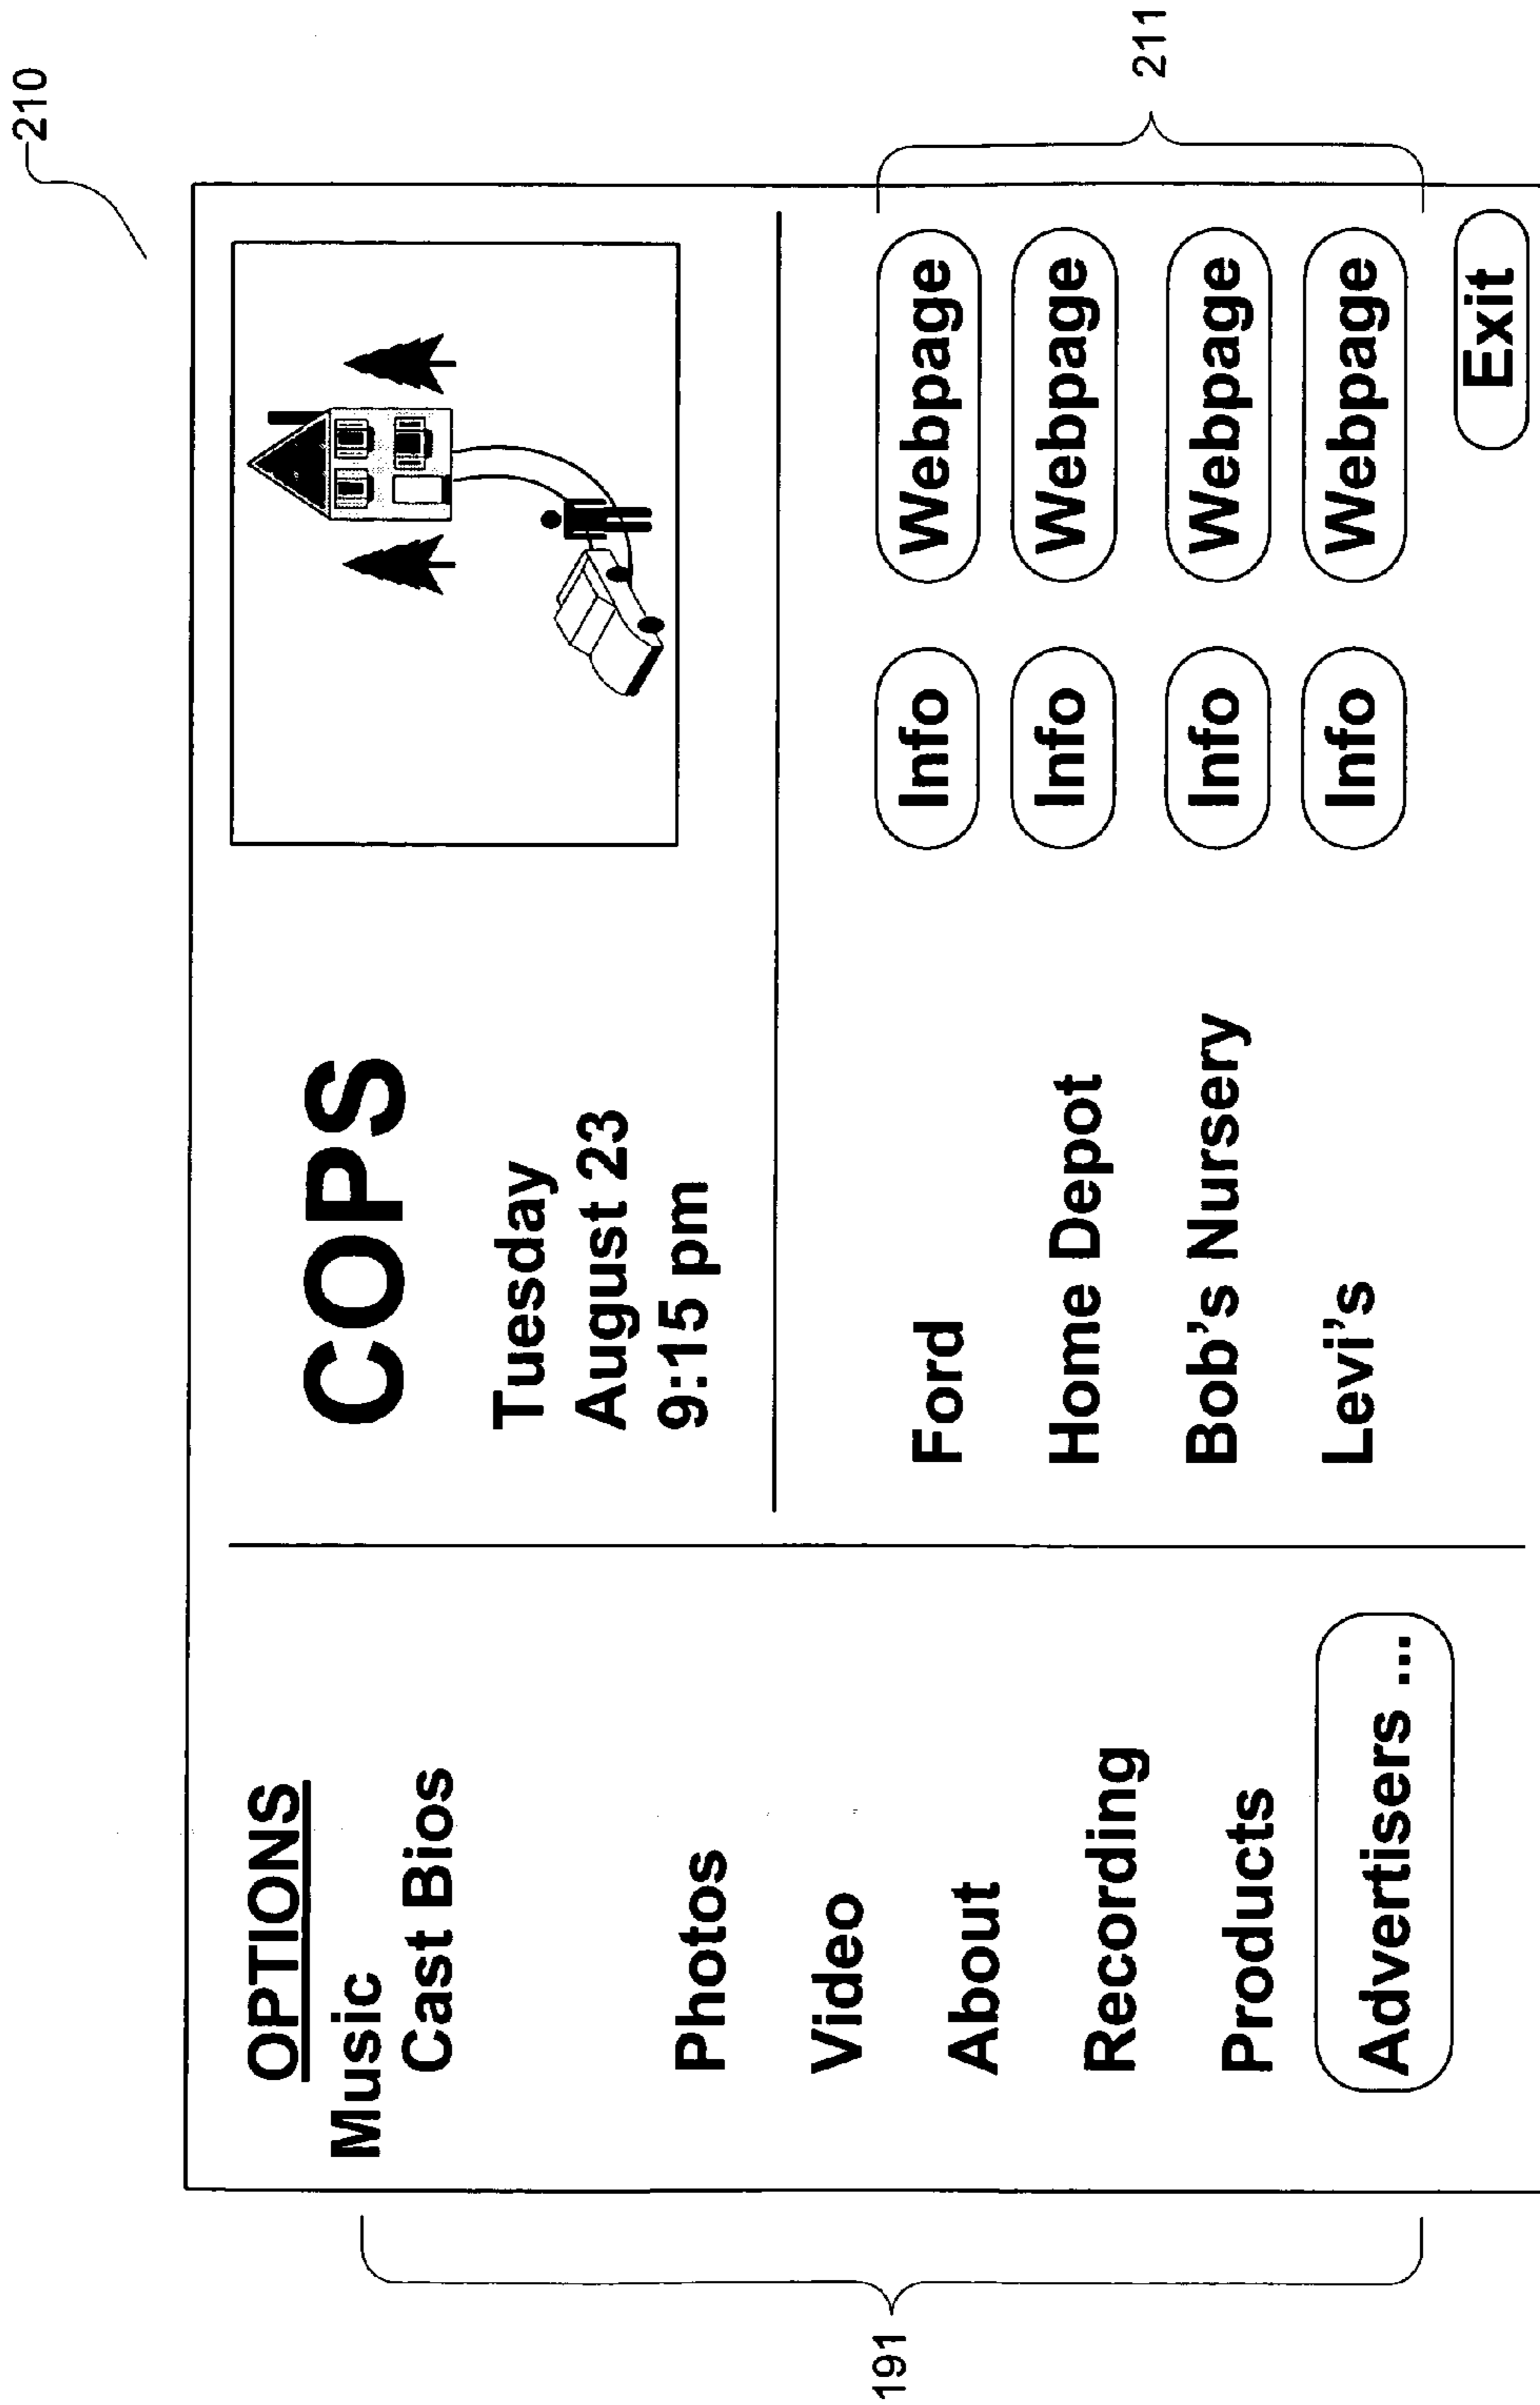 210
COPS
Tuesday
August 23
9:15 pm
OPTIONS
Music
Cast Bios
Photos
Video
About
Recording
Products
Advertisers ...
191
Ford Info Webpage
Home Depot Info Webpage
Bob's Nursery Info Webpage
Levi's Info Webpage
211
Exit